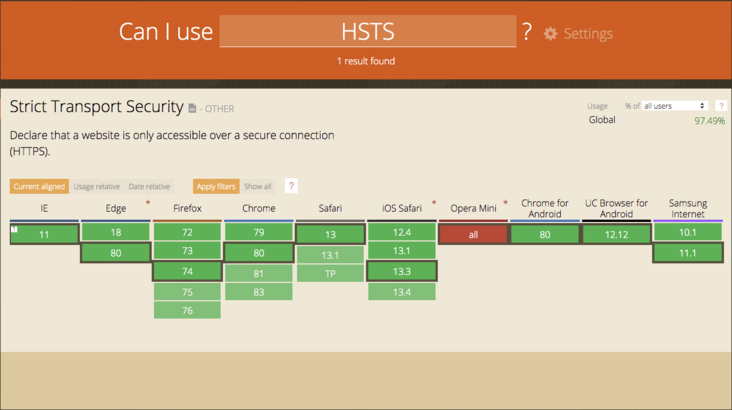 Can I use HSTS ? Settings
1 result found
Strict Transport Security - OTHER
Usage % of all users ?
Global 97.49%
Declare that a website is only accessible over a secure connection
(HTTPS).
Current aligned Usage relative Date relative Apply filters Show all ?
IE Edge * Firefox Chrome Safari iOS Safari * Opera Mini * Chrome for Android UC Browser for Android Samsung Internet
11 18 72 79 13 12.4 all 80 12.12 10.1
80 73 80 13.1 13.1 11.1
74 81 TP 13.3
75 83 13.4
76